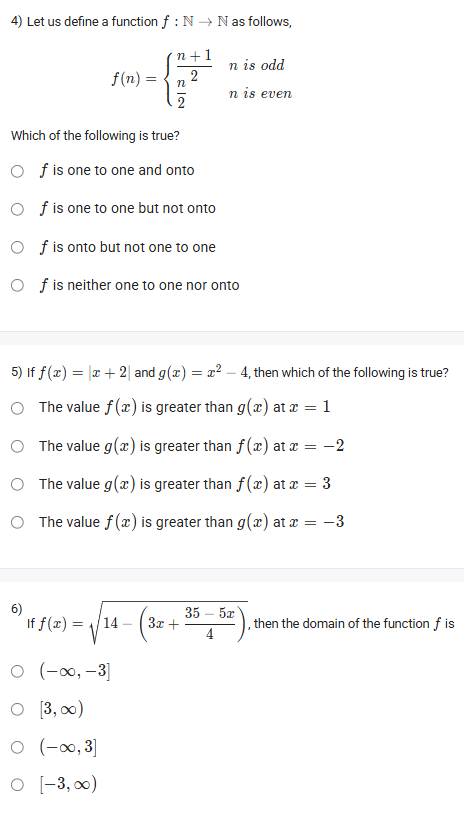 4) Let us define a function f : ℕ → ℕ as follows,
f(n) = { (n + 1)/2 n is odd
n/2 n is even
Which of the following is true?
f is one to one and onto
f is one to one but not onto
f is onto but not one to one
f is neither one to one nor onto
5) If f(x) = |x + 2| and g(x) = x² − 4, then which of the following is true?
The value f(x) is greater than g(x) at x = 1
The value g(x) is greater than f(x) at x = −2
The value g(x) is greater than f(x) at x = 3
The value f(x) is greater than g(x) at x = −3
6) If f(x) = √(14 − (3x + (35 − 5x)/4)), then the domain of the function f is
(−∞, −3]
[3, ∞)
(−∞, 3]
[−3, ∞)